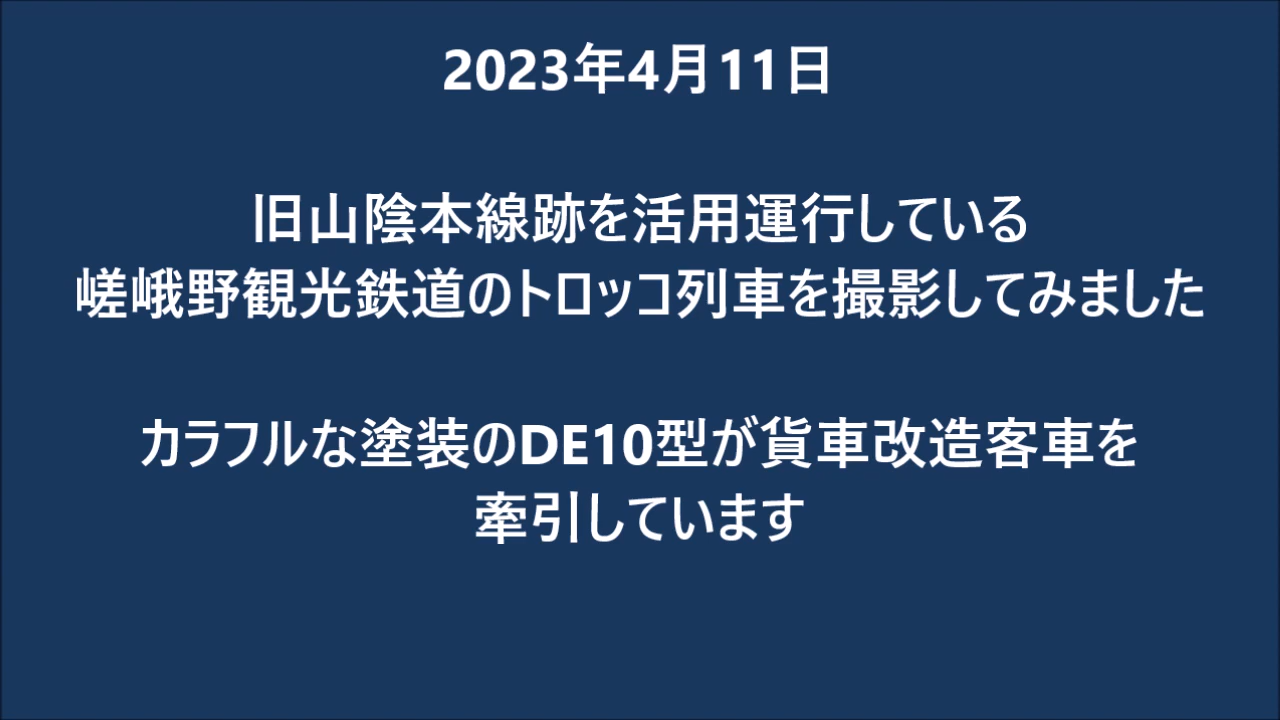 2023年4月11日
旧山陰本線跡を活用運行している
嵯峨野観光鉄道のトロッコ列車を撮影してみました
カラフルな塗装のDE10型が貨車改造客車を
牽引しています